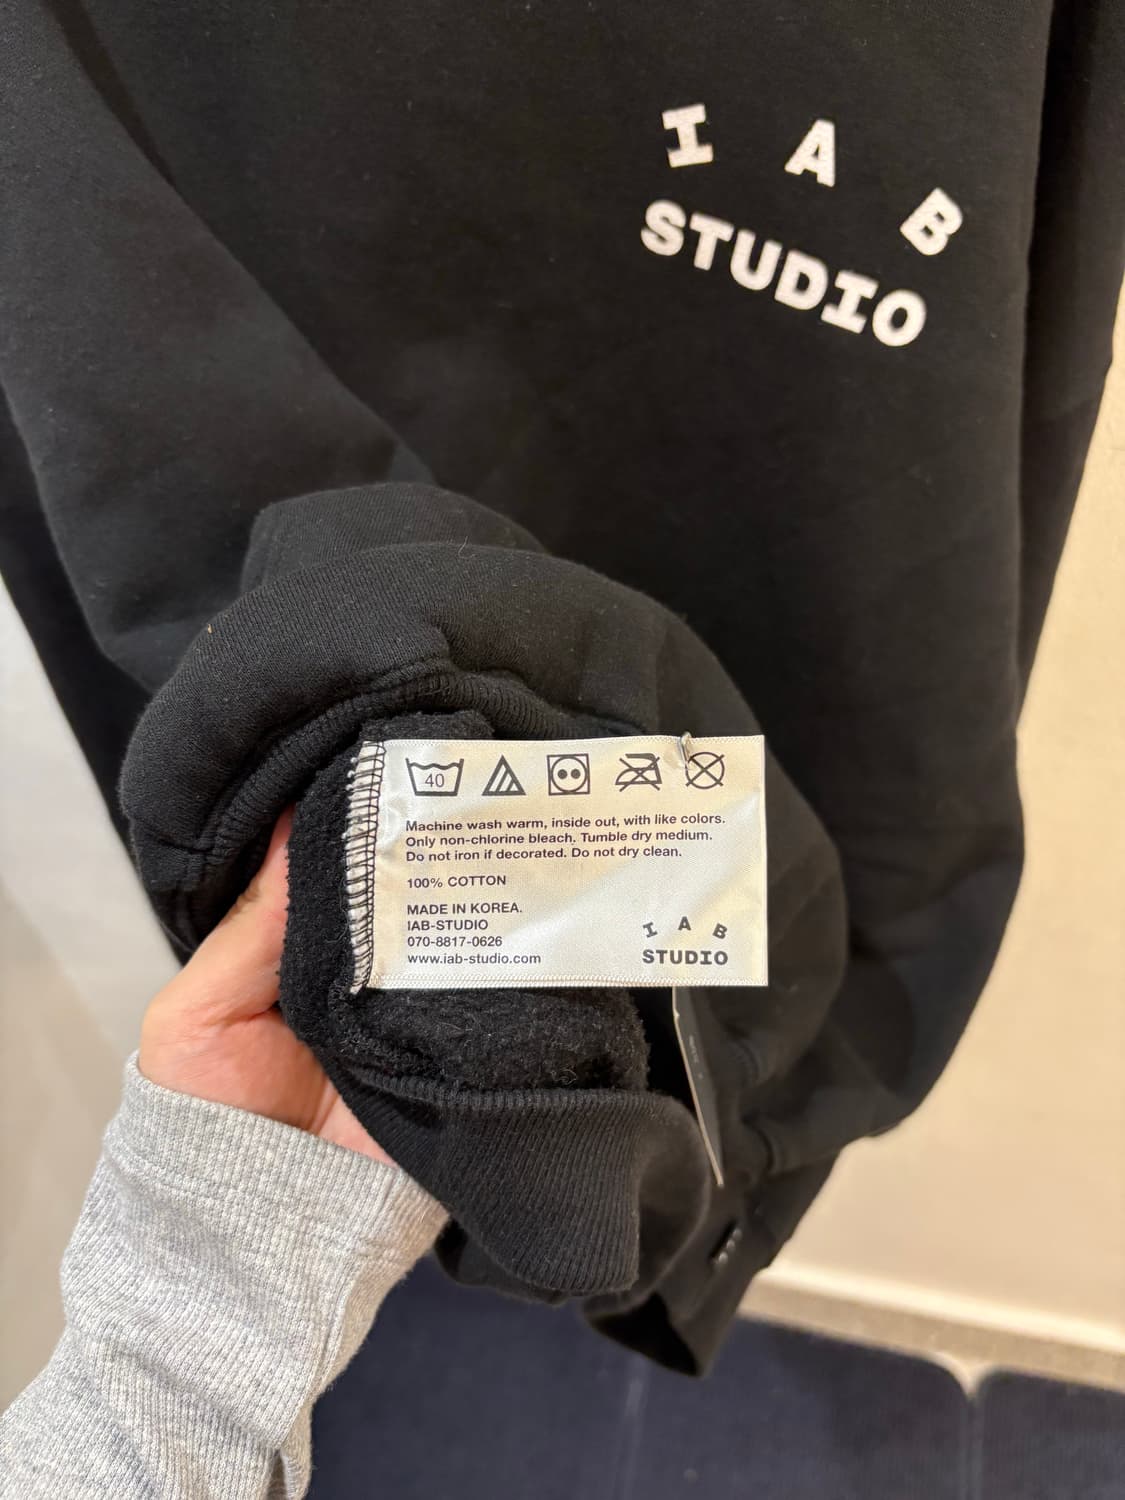 I A B
STUDIO
40
Machine wash warm, inside out, with like colors.
Only non-chlorine bleach. Tumble dry medium.
Do not iron if decorated. Do not dry clean.
100% COTTON
MADE IN KOREA.
IAB-STUDIO
070-8817-0626
www.iab-studio.com
I A B
STUDIO